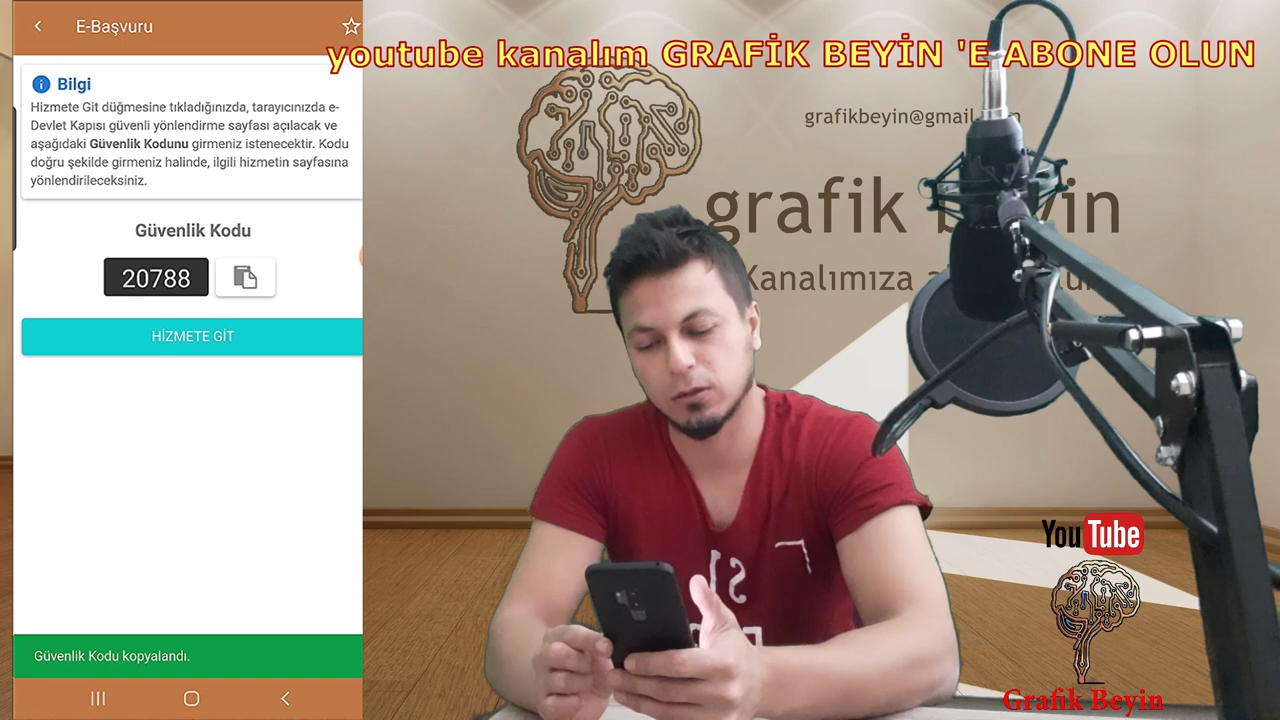 E-Başvuru
youtube kanalım GRAFİK BEYİN 'E ABONE OLUN
Bilgi
Hizmete Git düğmesine tıkladığınızda, tarayıcınızda e-
Devlet Kapısı güvenli yönlendirme sayfası açılacak ve
aşağıdaki Güvenlik Kodunu girmeniz istenecektir. Kodu
doğru şekilde girmeniz halinde, ilgili hizmetin sayfasına
yönlendirileceksiniz.
Güvenlik Kodu
20788
HİZMETE GİT
Güvenlik Kodu kopyalandı.
grafik
Kanalımıza
YouTube
Grafik Beyin